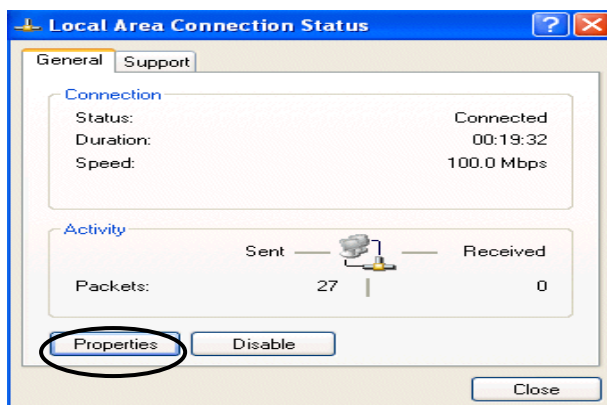 Local Area Connection Status
General Support
Connection
Status: Connected
Duration: 00:19:32
Speed: 100.0 Mbps
Activity
Sent Received
Packets: 27 0
Properties Disable
Close